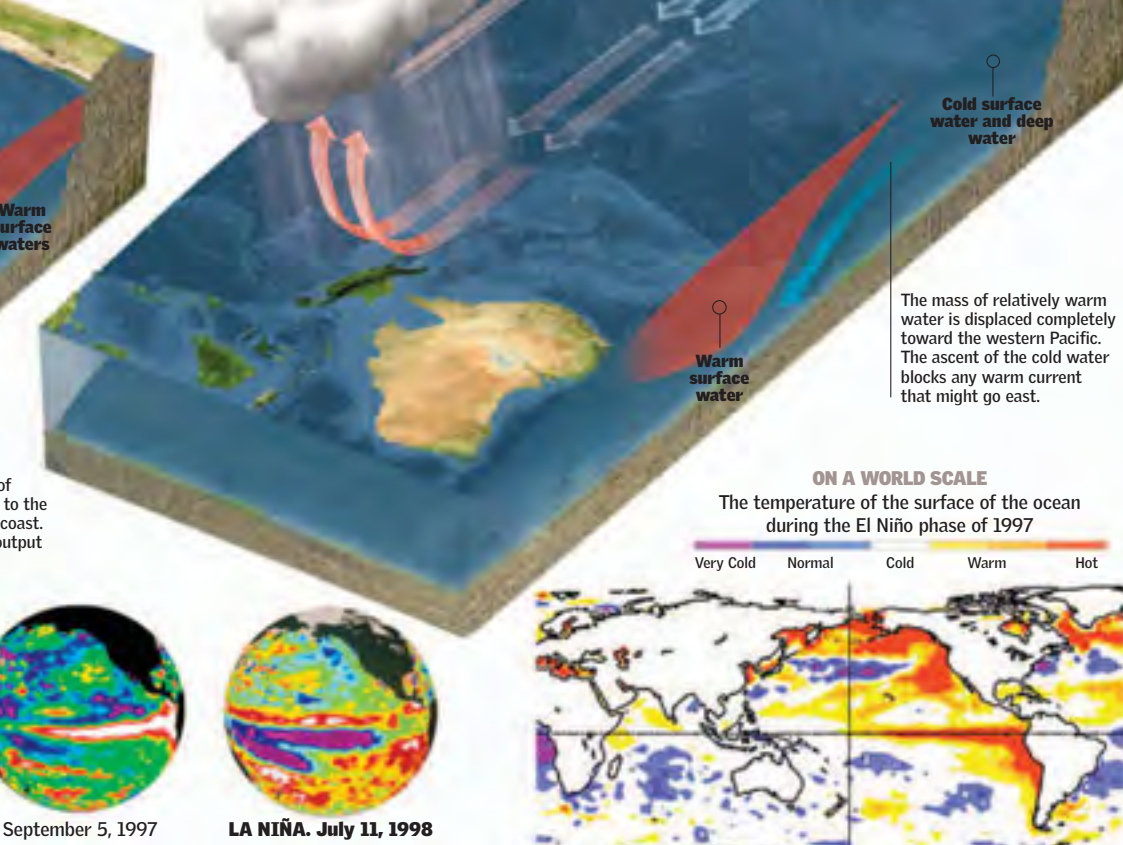 Cold surface
water and deep
water
Warm
urface
waters
The mass of relatively warm
water is displaced completely
toward the western Pacific.
The ascent of the cold water
blocks any warm current
that might go east.
Warm
surface
water
of
to the
coast.
output
ON A WORLD SCALE
The temperature of the surface of the ocean
during the El Niño phase of 1997
Very Cold Normal Cold Warm Hot
September 5, 1997
LA NIÑA. July 11, 1998